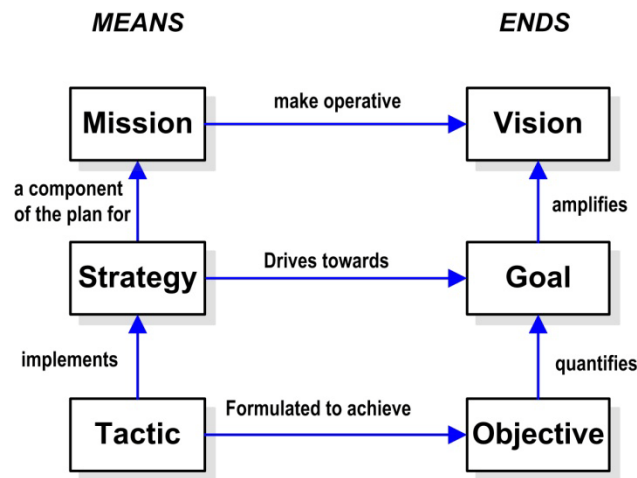 MEANS
ENDS
Mission
make operative
Vision
a component
of the plan for
amplifies
Strategy
Drives towards
Goal
implements
quantifies
Tactic
Formulated to achieve
Objective